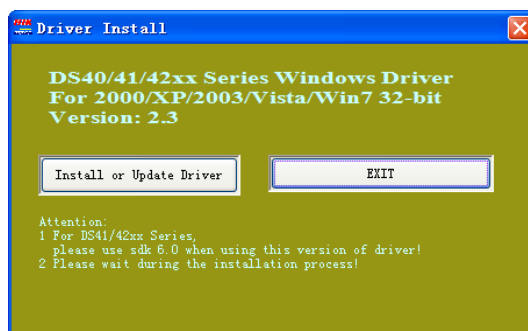 Driver Install
DS40/41/42xx Series Windows Driver
For 2000/XP/2003/Vista/Win7 32-bit
Version: 2.3
Install or Update Driver
EXIT
Attention:
1 For DS41/42xx Series,
please use sdk 6.0 when using this version of driver!
2 Please wait during the installation process!